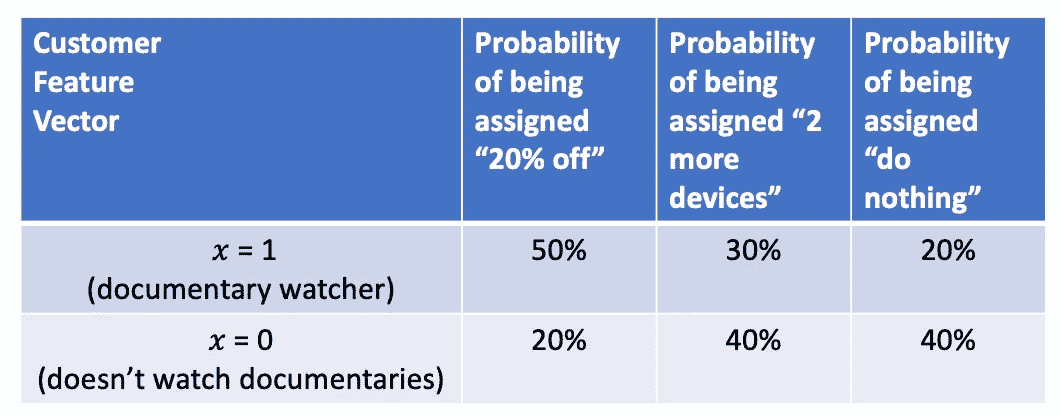 Customer
Feature
Vector
Probability
of being
assigned
“20% off”
Probability
of being
assigned “2
more
devices”
Probability
of being
assigned
“do
nothing”
x = 1
(documentary watcher)
50%
30%
20%
x = 0
(doesn’t watch documentaries)
20%
40%
40%